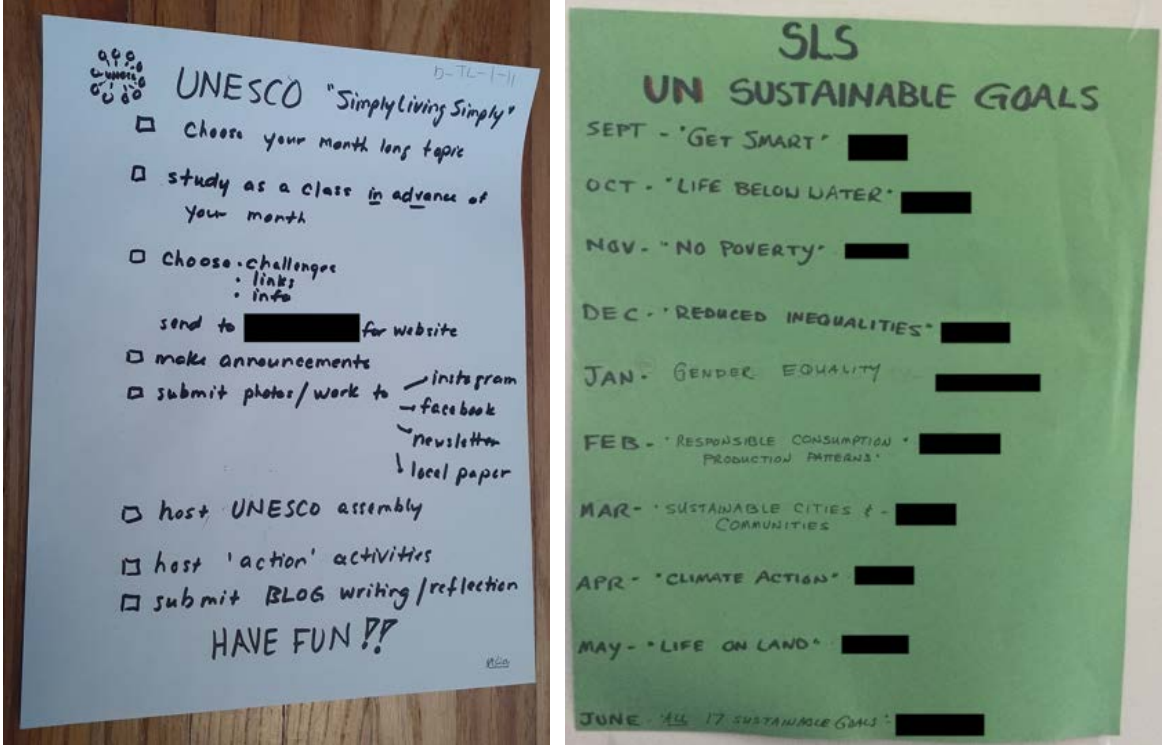 UNESCO "Simply Living Simply"
D-TL-1-11
Choose your month long topic
study as a class in advance of
your month
choose • challenges
• links
• info
send to for website
make announcements
submit photos/work to instagram
facebook
newsletter
local paper
host UNESCO assembly
host 'action' activities
submit BLOG writing/reflection
HAVE FUN!!
SLS
UN SUSTAINABLE GOALS
SEPT - "GET SMART"
OCT - "LIFE BELOW WATER"
NOV - "NO POVERTY"
DEC - "REDUCED INEQUALITIES"
JAN - GENDER EQUALITY
FEB - "RESPONSIBLE CONSUMPTION
PRODUCTION PATTERNS"
MAR - "SUSTAINABLE CITIES &
COMMUNITIES
APR - "CLIMATE ACTION"
MAY - "LIFE ON LAND"
JUNE - "ALL 17 SUSTAINABLE GOALS"